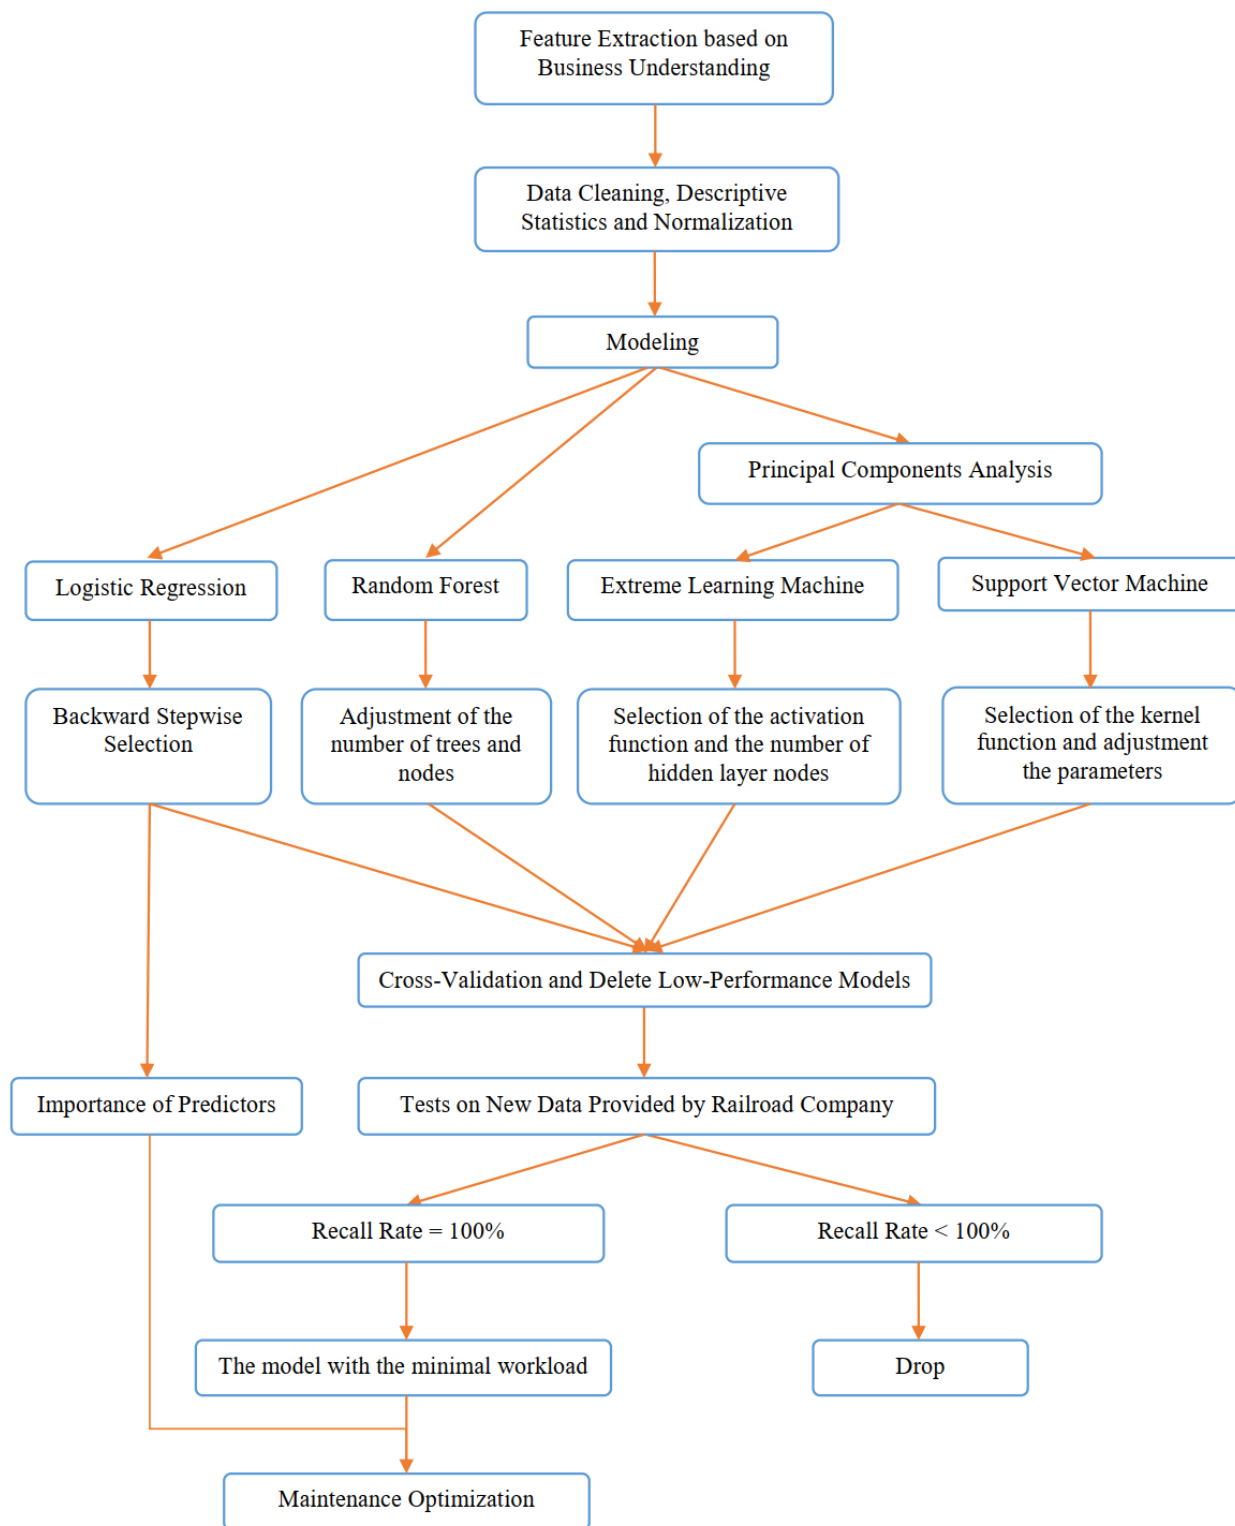 Feature Extraction based on
Business Understanding
Data Cleaning, Descriptive
Statistics and Normalization
Modeling
Principal Components Analysis
Logistic Regression
Random Forest
Extreme Learning Machine
Support Vector Machine
Backward Stepwise
Selection
Adjustment of the
number of trees and
nodes
Selection of the activation
function and the number of
hidden layer nodes
Selection of the kernel
function and adjustment
the parameters
Cross-Validation and Delete Low-Performance Models
Importance of Predictors
Tests on New Data Provided by Railroad Company
Recall Rate = 100%
Recall Rate < 100%
The model with the minimal workload
Drop
Maintenance Optimization